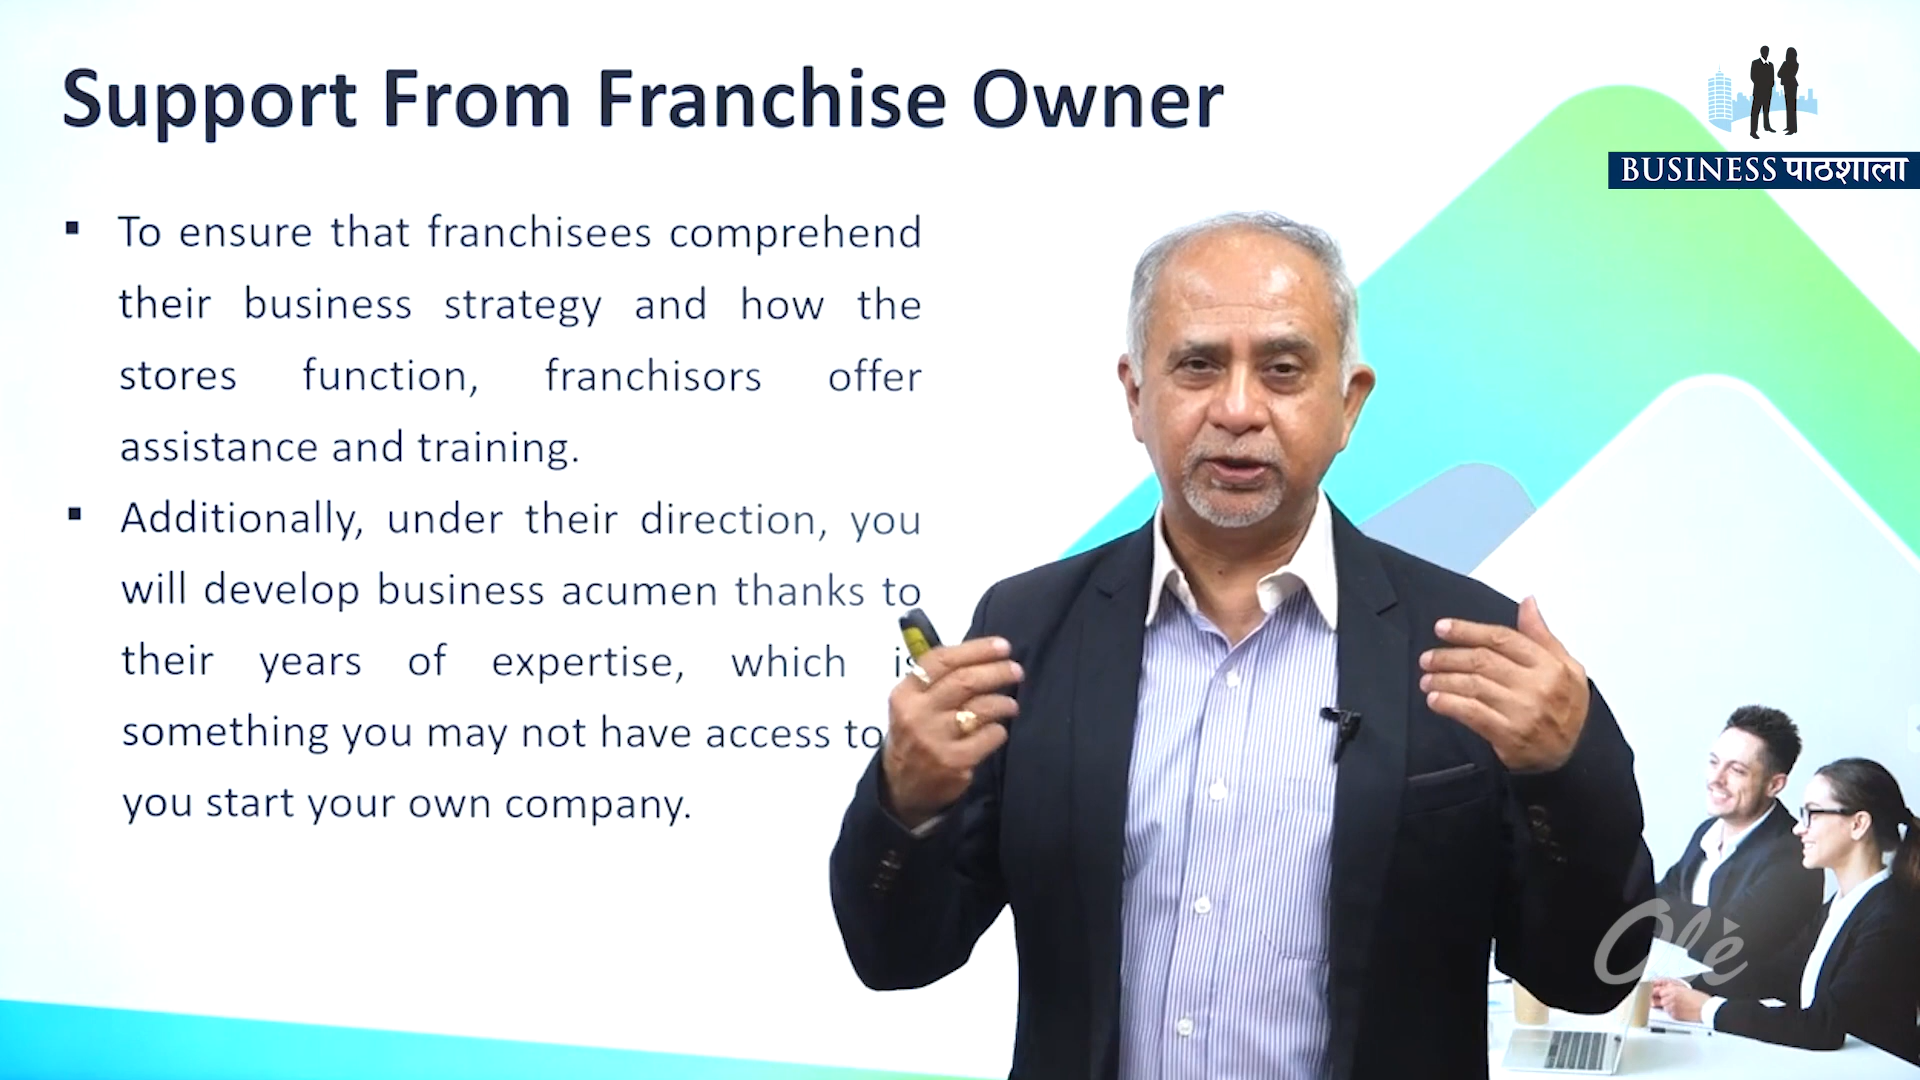 Support From Franchise Owner
BUSINESS पाठशाला
▪ To ensure that franchisees comprehend
their business strategy and how the
stores function, franchisors offer
assistance and training.
▪ Additionally, under their direction, you
will develop business acumen thanks to
their years of expertise, which is
something you may not have access to
you start your own company.
Olé